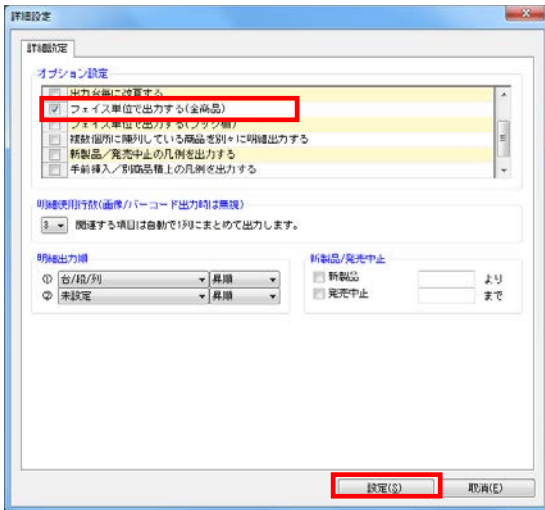 詳細設定
詳細設定
オプション設定
出力台毎に改頁する
フェイス単位で出力する(全商品)
フェイス単位で出力する(フック棚)
複数個所に陳列している商品を別々に明細出力する
新製品/発売中止の凡例を出力する
手前挿入/別商品積上の凡例を出力する
明細使用行数(画像/バーコード出力時は無視)
3 関連する項目は自動で1列にまとめて出力します。
明細出力順
① 台/段/列 昇順
② 未設定 昇順
新製品/発売中止
新製品 より
発売中止 まで
設定(S) 取消(E)